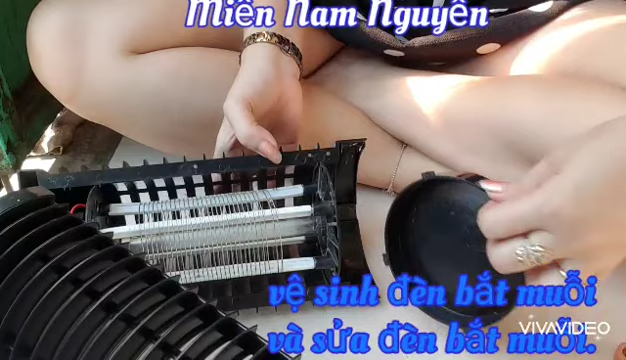 Miền Nam Nguyễn
vệ sinh đèn bắt muỗi
và sửa đèn bắt muỗi.
VIVAVIDEO